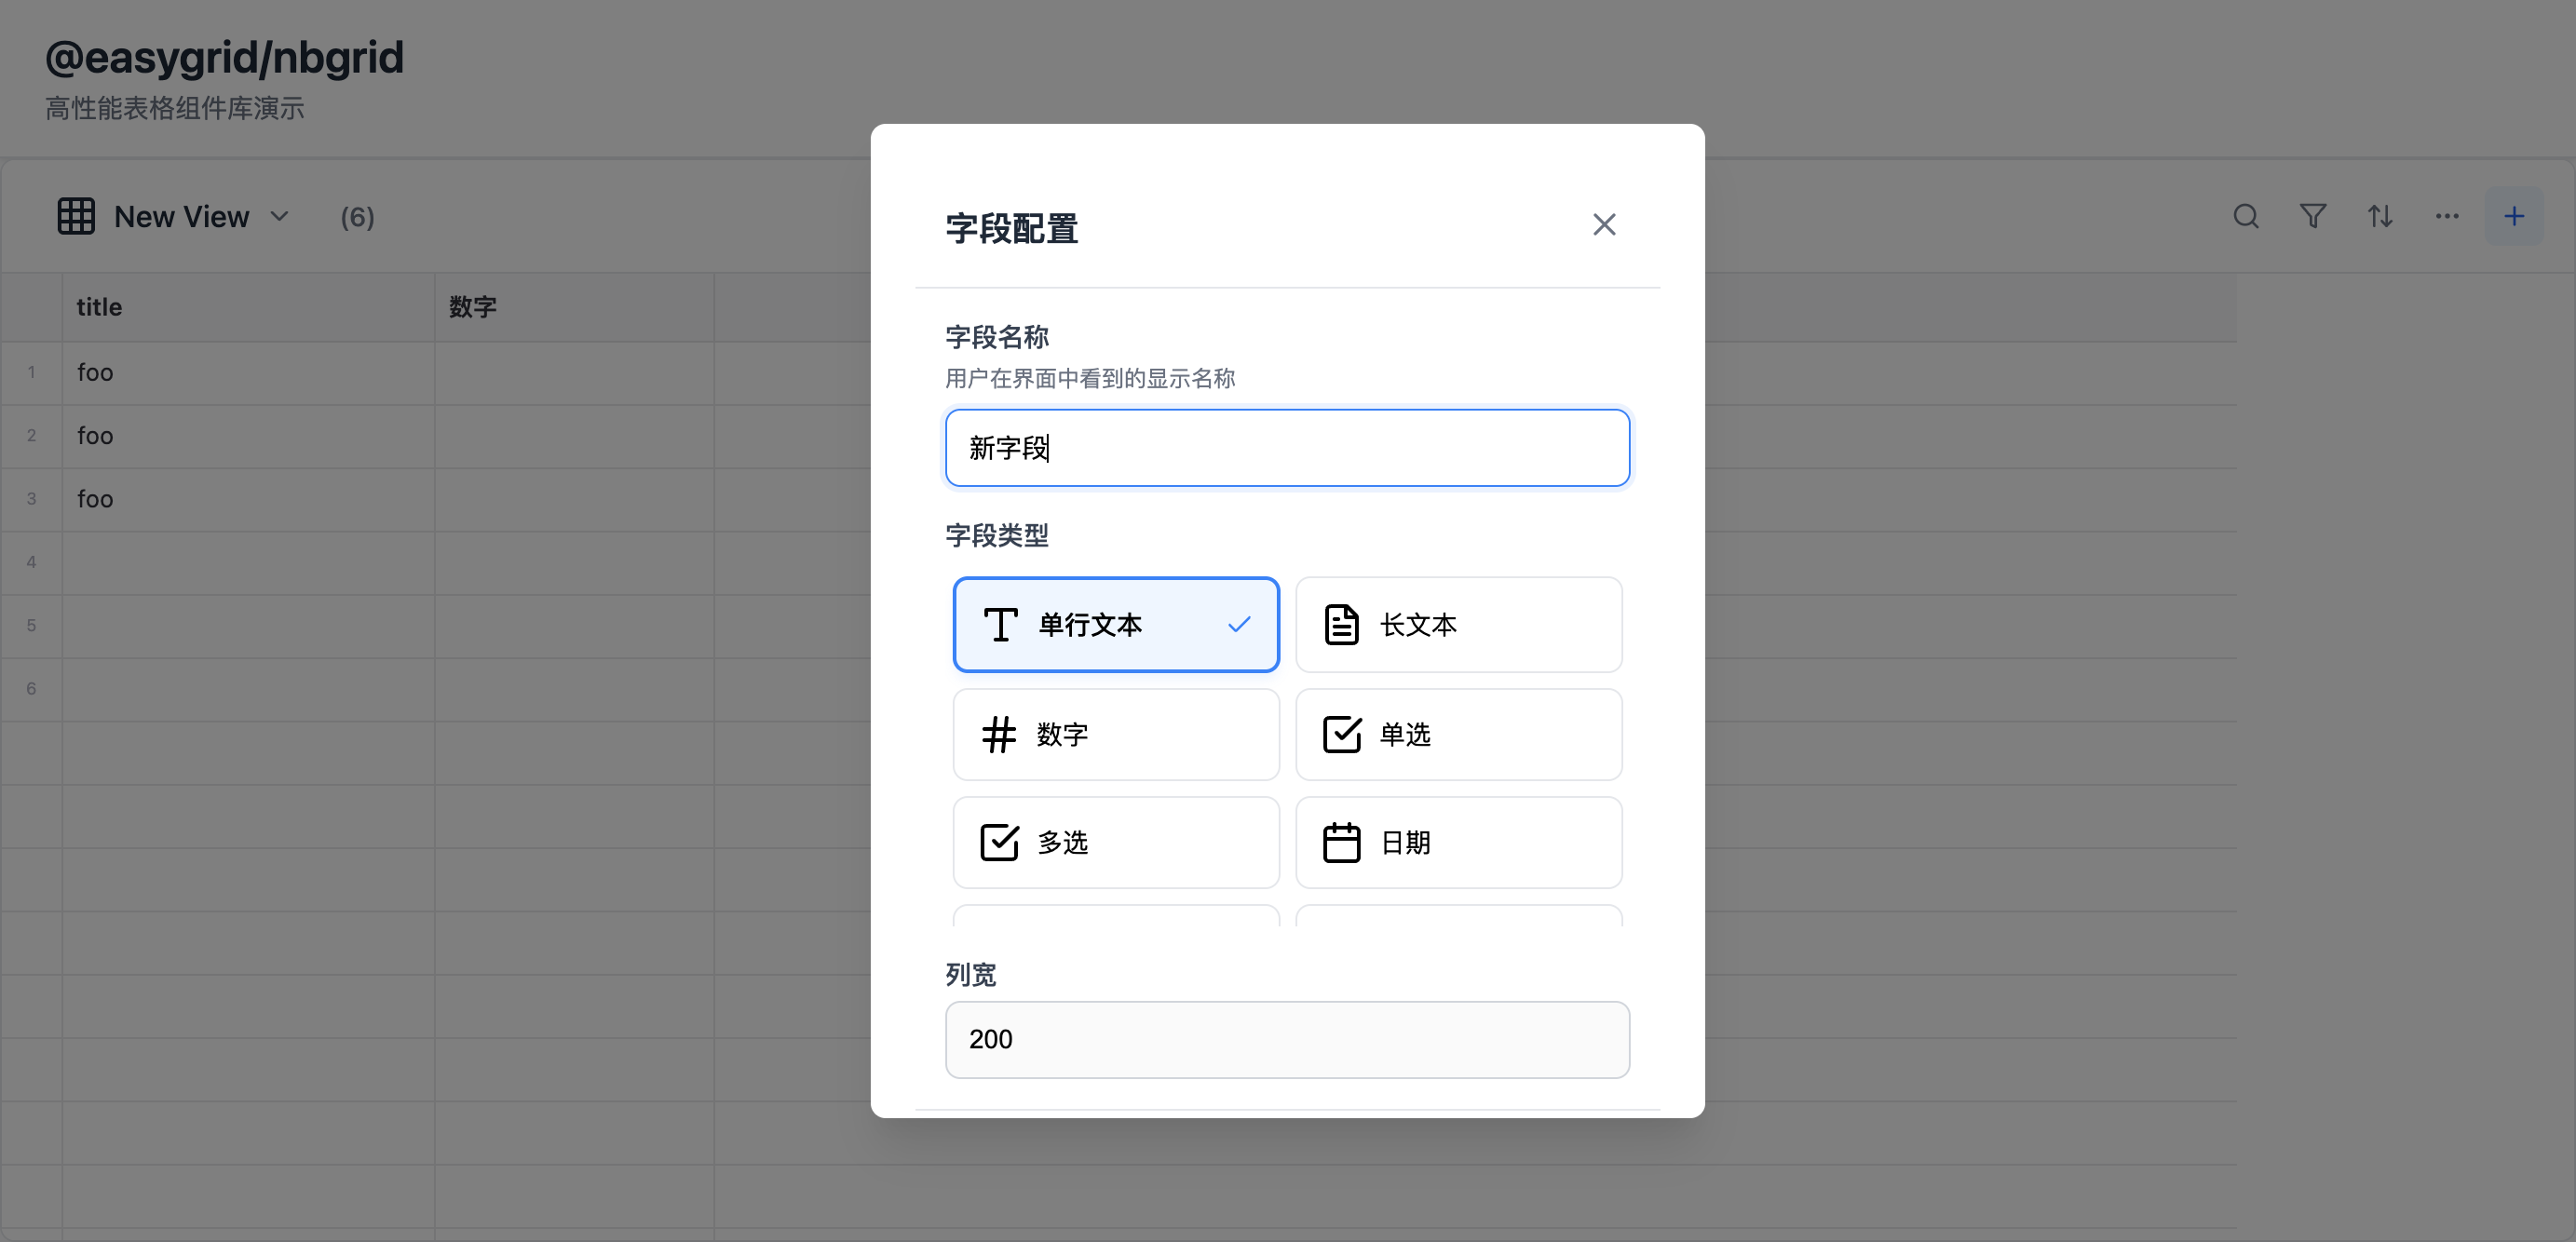 @easygrid/nbgrid
高性能表格组件库演示
New View (6)
title 数字
1 foo
2 foo
3 foo
4
5
6
字段配置
字段名称
用户在界面中看到的显示名称
新字段
字段类型
单行文本 长文本
数字 单选
多选 日期
列宽
200